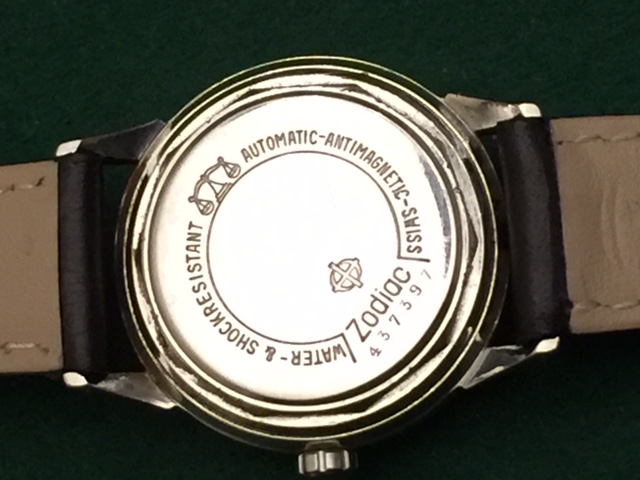 AUTOMATIC-ANTIMAGNETIC-SWISS
Zodiac
437397
WATER- & SHOCKRESISTANT